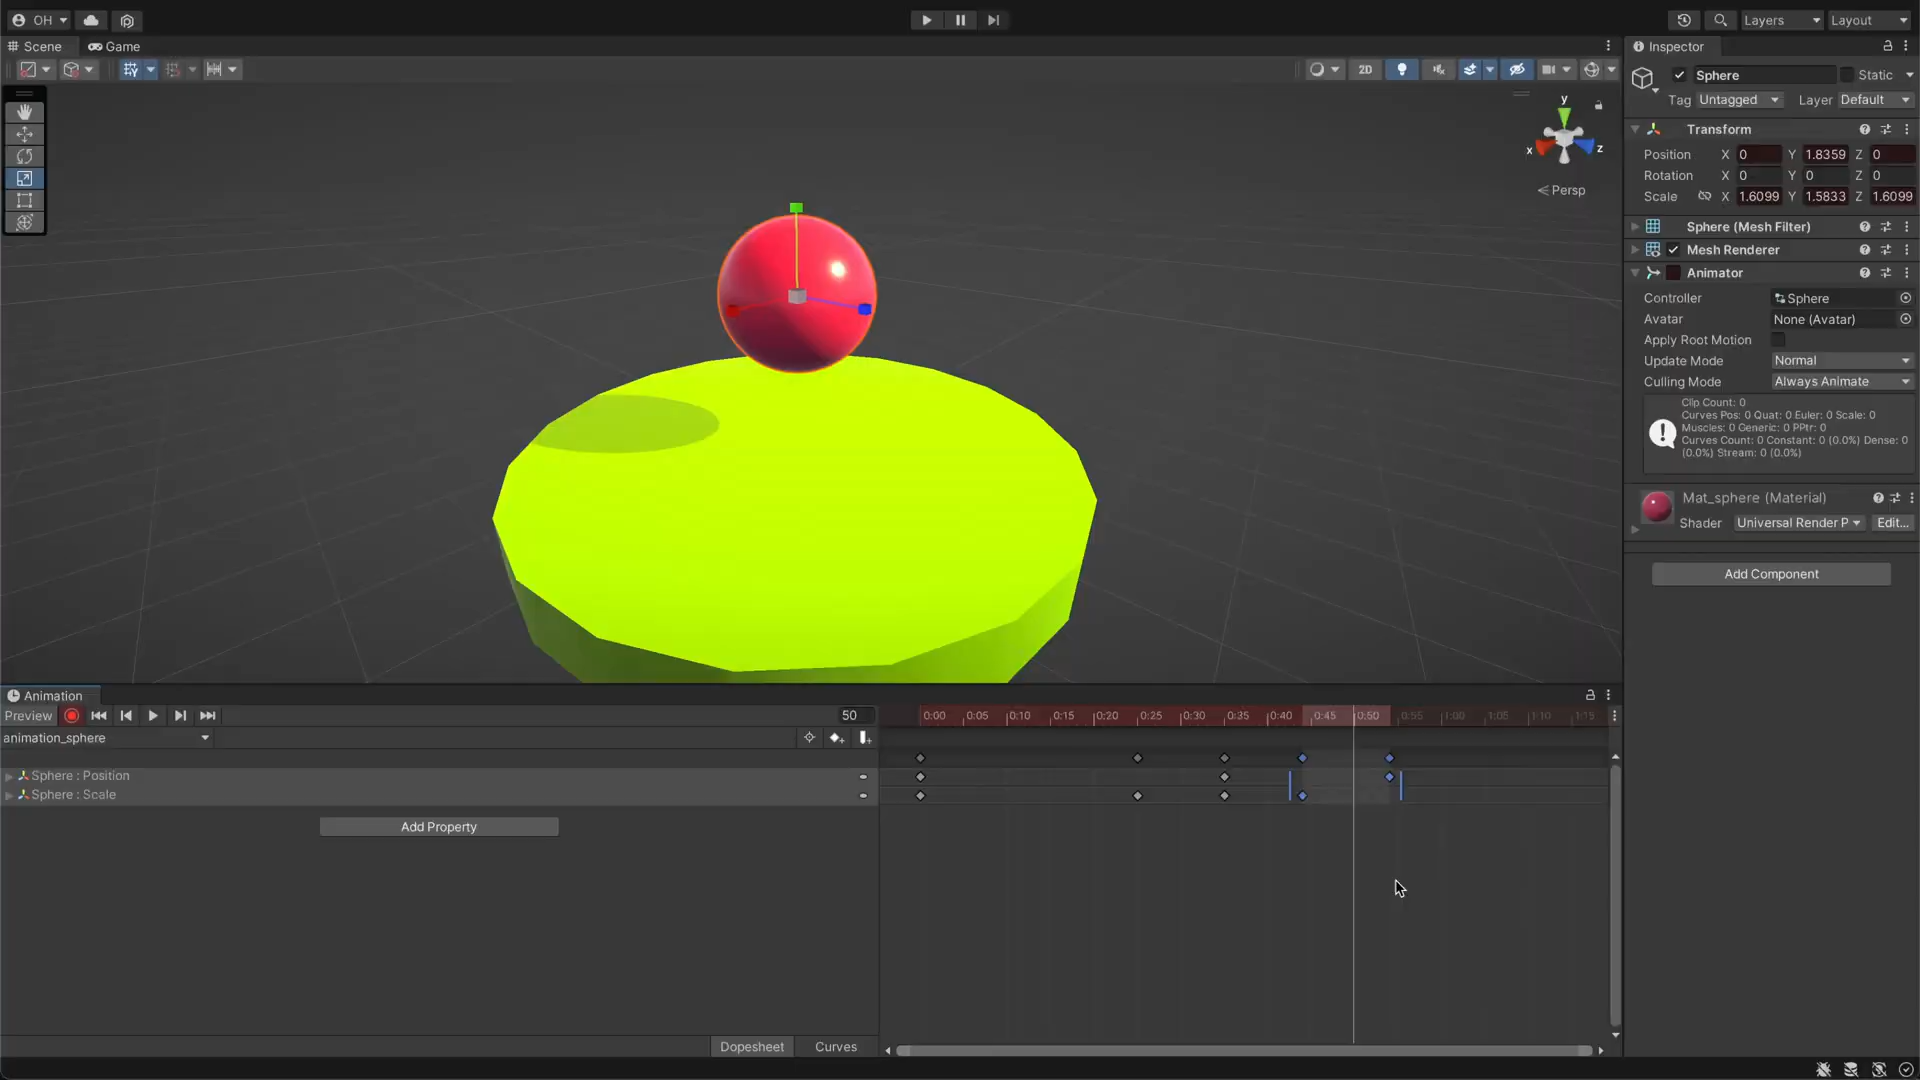 OH
Layers
Layout
Scene
Game
Inspector
2D
Sphere
Static
Tag Untagged
Layer Default
Transform
Position X 0 Y 1.8359 Z 0
Rotation X 0 Y 0 Z 0
Scale X 1.6099 Y 1.5833 Z 1.6099
y
x
z
Persp
Sphere (Mesh Filter)
Mesh Renderer
Animator
Controller Sphere
Avatar None (Avatar)
Apply Root Motion
Update Mode Normal
Culling Mode Always Animate
Clip Count: 0
Curves Pos: 0 Quat: 0 Euler: 0 Scale: 0
Muscles: 0 Generic: 0 PPtr: 0
Curves Count: 0 Constant: 0 (0.0%) Dense: 0
(0.0%) Stream: 0 (0.0%)
Mat_sphere (Material)
Shader Universal Render P
Edit...
Add Component
Animation
Preview
50
0:00 0:05 0:10 0:15 0:20 0:25 0:30 0:35 0:40 0:45 0:50 0:55 1:00 1:05 1:10 1:15
animation_sphere
Sphere : Position
Sphere : Scale
Add Property
Dopesheet
Curves